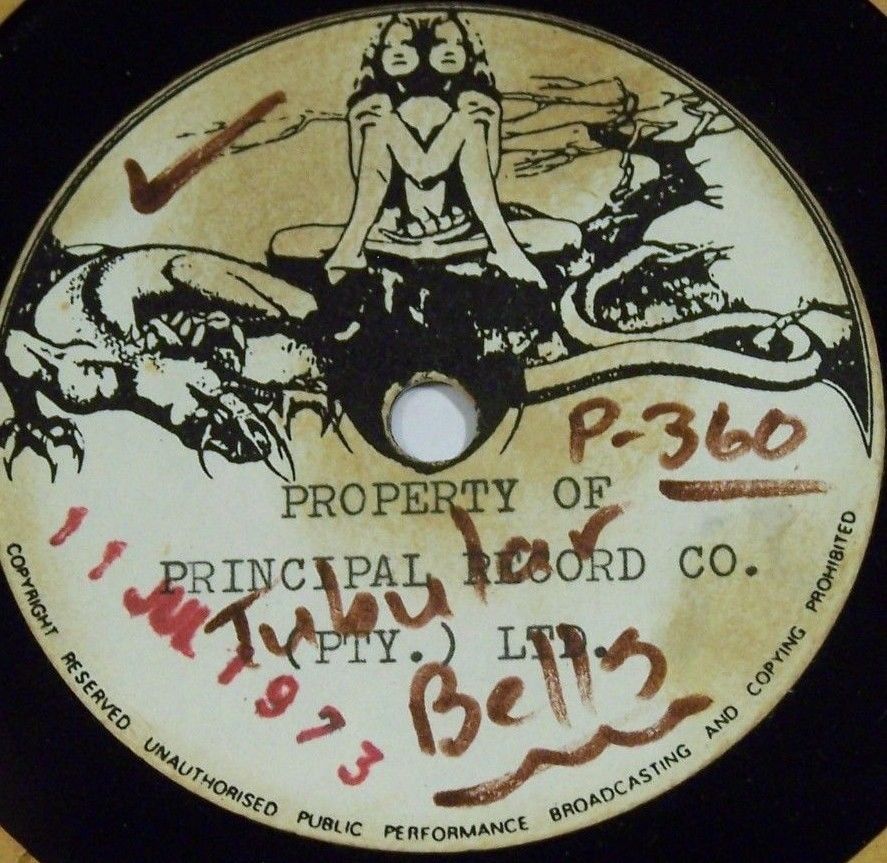 P-360
PROPERTY OF
PRINCIPAL RECORD CO.
(PTY.) LTD.
Tubular
Bells
11 JUL 1973
COPYRIGHT RESERVED UNAUTHORISED PUBLIC PERFORMANCE BROADCASTING AND COPYING PROHIBITED